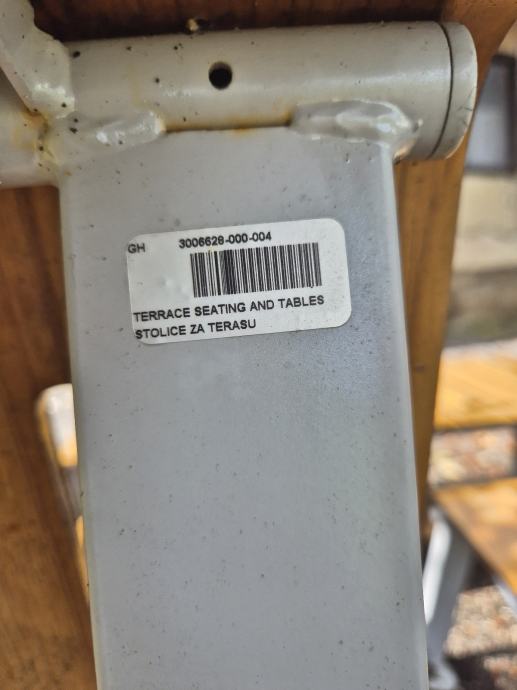 GH 3006628-000-004
TERRACE SEATING AND TABLES
STOLICE ZA TERASU